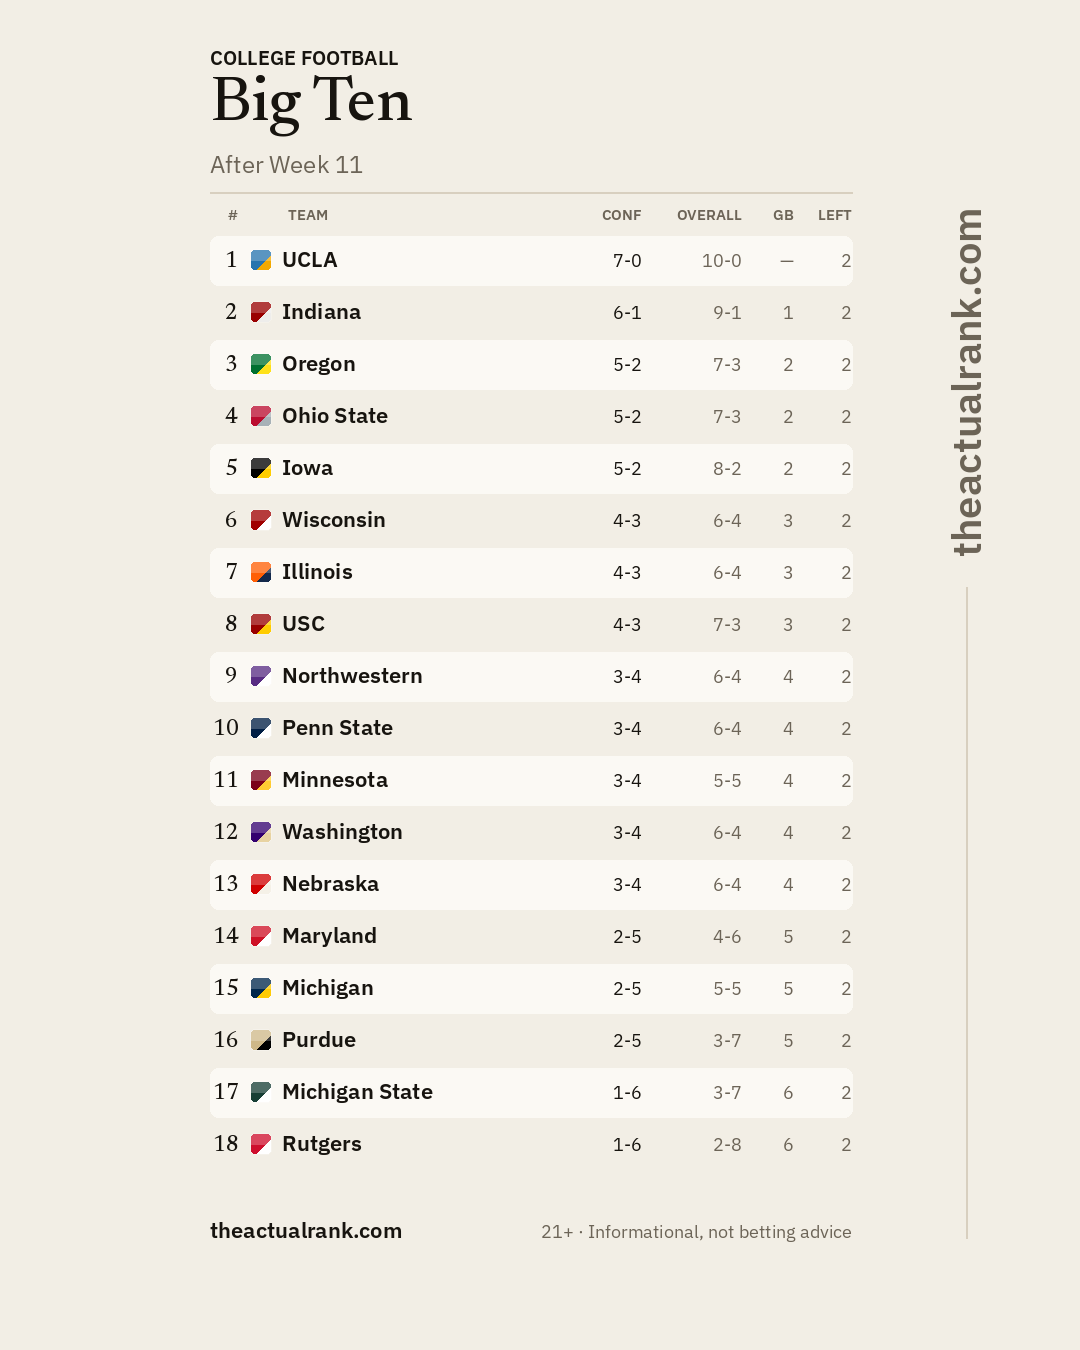 COLLEGE FOOTBALL
Big Ten
After Week 11
# TEAM CONF OVERALL GB LEFT
1 UCLA 7-0 10-0 — 2
2 Indiana 6-1 9-1 1 2
3 Oregon 5-2 7-3 2 2
4 Ohio State 5-2 7-3 2 2
5 Iowa 5-2 8-2 2 2
6 Wisconsin 4-3 6-4 3 2
7 Illinois 4-3 6-4 3 2
8 USC 4-3 7-3 3 2
9 Northwestern 3-4 6-4 4 2
10 Penn State 3-4 6-4 4 2
11 Minnesota 3-4 5-5 4 2
12 Washington 3-4 6-4 4 2
13 Nebraska 3-4 6-4 4 2
14 Maryland 2-5 4-6 5 2
15 Michigan 2-5 5-5 5 2
16 Purdue 2-5 3-7 5 2
17 Michigan State 1-6 3-7 6 2
18 Rutgers 1-6 2-8 6 2
theactualrank.com 21+ · Informational, not betting advice
theactualrank.com